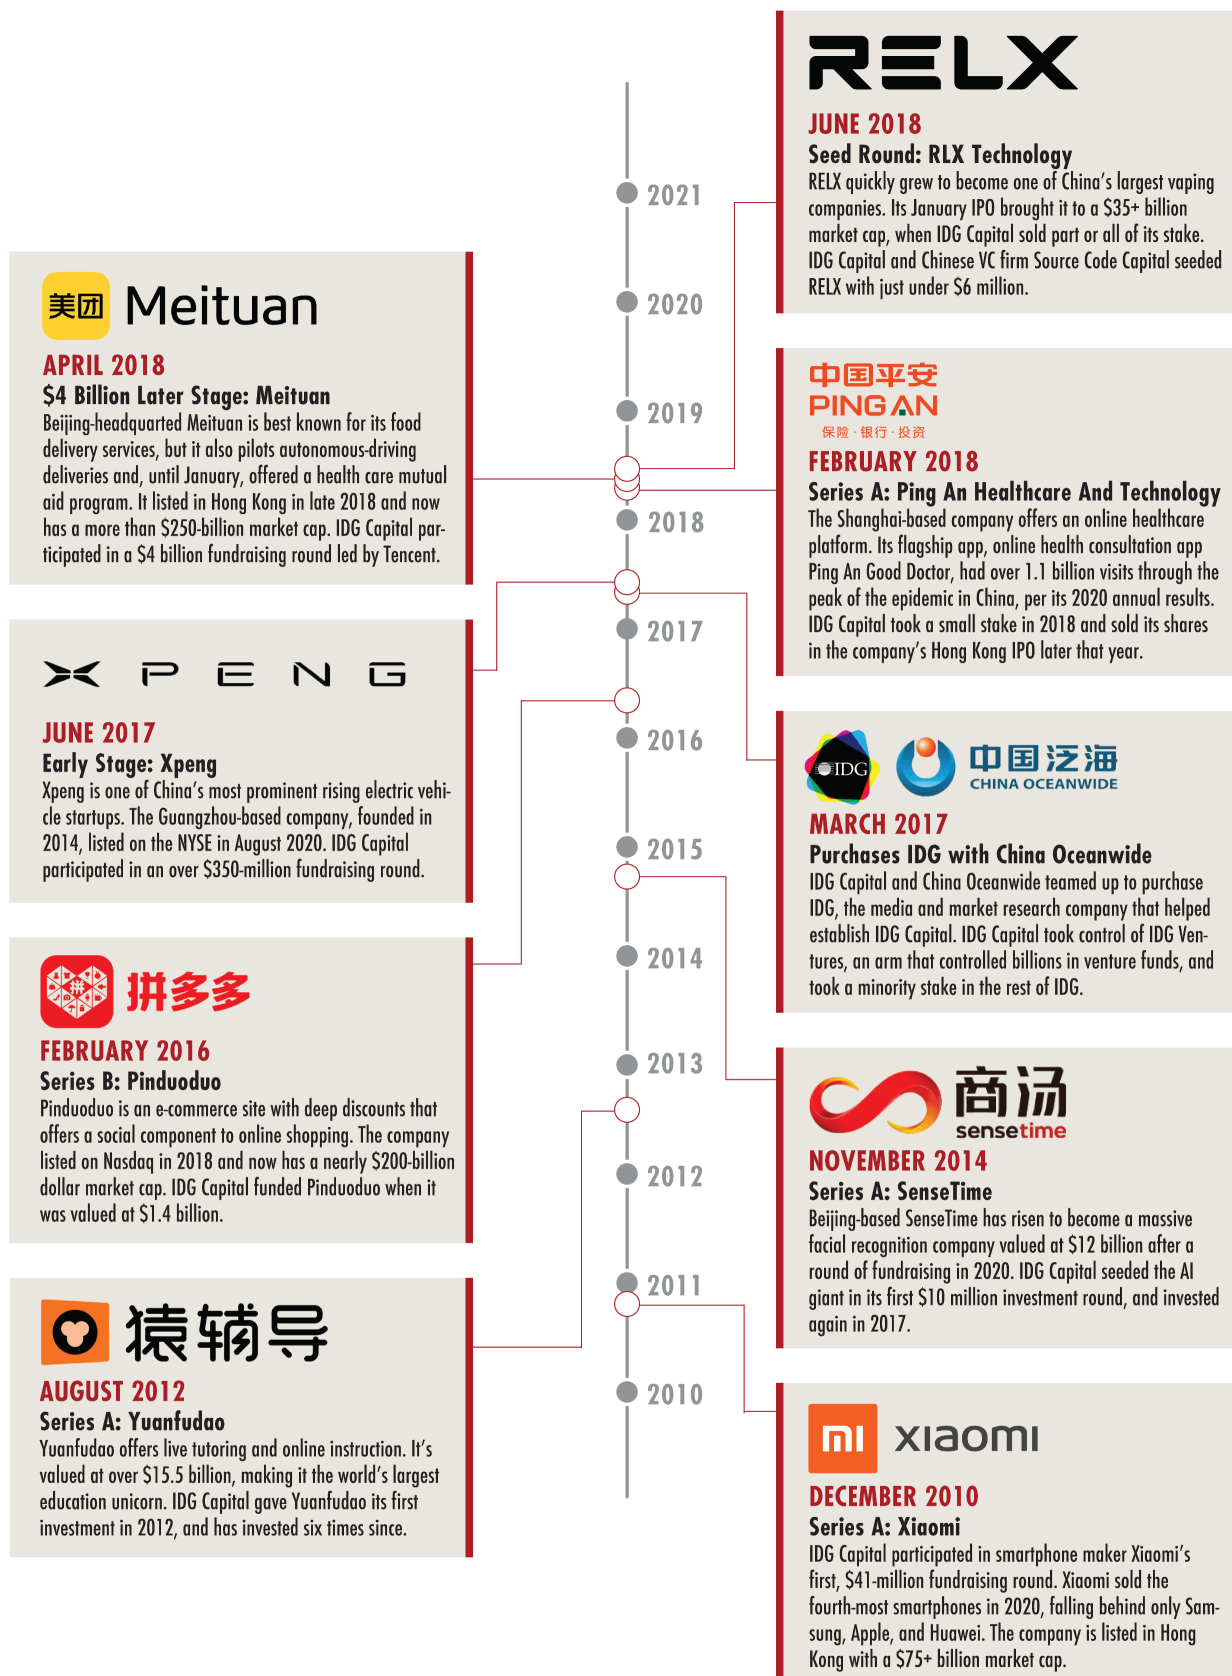 RELX
JUNE 2018
Seed Round: RLX Technology
RELX quickly grew to become one of China's largest vaping
companies. Its January IPO brought it to a $35+ billion
market cap, when IDG Capital sold part or all of its stake.
IDG Capital and Chinese VC firm Source Code Capital seeded
RELX with just under $6 million.
美团 Meituan
APRIL 2018
$4 Billion Later Stage: Meituan
Beijing-headquarted Meituan is best known for its food
delivery services, but it also pilots autonomous-driving
deliveries and, until January, offered a health care mutual
aid program. It listed in Hong Kong in late 2018 and now
has a more than $250-billion market cap. IDG Capital par-
ticipated in a $4 billion fundraising round led by Tencent.
中国平安
PING AN
保险·银行·投资
FEBRUARY 2018
Series A: Ping An Healthcare And Technology
The Shanghai-based company offers an online healthcare
platform. Its flagship app, online health consultation app
Ping An Good Doctor, had over 1.1 billion visits through the
peak of the epidemic in China, per its 2020 annual results.
IDG Capital took a small stake in 2018 and sold its shares
in the company's Hong Kong IPO later that year.
XPENG
JUNE 2017
Early Stage: Xpeng
Xpeng is one of China's most prominent rising electric vehi-
cle startups. The Guangzhou-based company, founded in
2014, listed on the NYSE in August 2020. IDG Capital
participated in an over $350-million fundraising round.
IDG
中国泛海
CHINA OCEANWIDE
MARCH 2017
Purchases IDG with China Oceanwide
IDG Capital and China Oceanwide teamed up to purchase
IDG, the media and market research company that helped
establish IDG Capital. IDG Capital took control of IDG Ven-
tures, an arm that controlled billions in venture funds, and
took a minority stake in the rest of IDG.
拼 拼多多
FEBRUARY 2016
Series B: Pinduoduo
Pinduoduo is an e-commerce site with deep discounts that
offers a social component to online shopping. The company
listed on Nasdaq in 2018 and now has a nearly $200-billion
dollar market cap. IDG Capital funded Pinduoduo when it
was valued at $1.4 billion.
商汤
sensetime
NOVEMBER 2014
Series A: SenseTime
Beijing-based SenseTime has risen to become a massive
facial recognition company valued at $12 billion after a
round of fundraising in 2020. IDG Capital seeded the AI
giant in its first $10 million investment round, and invested
again in 2017.
猿辅导
AUGUST 2012
Series A: Yuanfudao
Yuanfudao offers live tutoring and online instruction. It's
valued at over $15.5 billion, making it the world's largest
education unicorn. IDG Capital gave Yuanfudao its first
investment in 2012, and has invested six times since.
mi xiaomi
DECEMBER 2010
Series A: Xiaomi
IDG Capital participated in smartphone maker Xiaomi's
first, $41-million fundraising round. Xiaomi sold the
fourth-most smartphones in 2020, falling behind only Sam-
sung, Apple, and Huawei. The company is listed in Hong
Kong with a $75+ billion market cap.
2021
2020
2019
2018
2017
2016
2015
2014
2013
2012
2011
2010